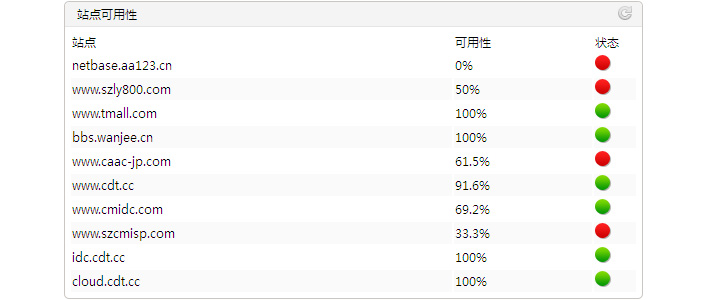 站点可用性
站点 可用性 状态
netbase.aa123.cn 0%
www.szly800.com 50%
www.tmall.com 100%
bbs.wanjee.cn 100%
www.caac-jp.com 61.5%
www.cdt.cc 91.6%
www.cmidc.com 69.2%
www.szcmisp.com 33.3%
idc.cdt.cc 100%
cloud.cdt.cc 100%